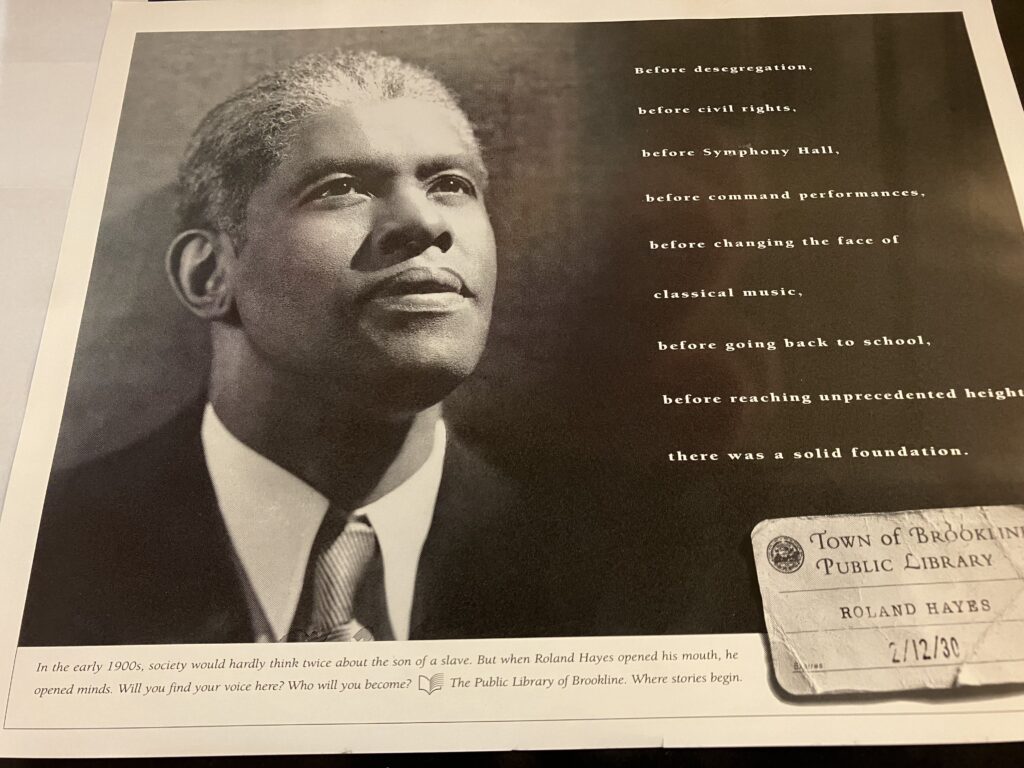 Before desegregation,
before civil rights,
before Symphony Hall,
before command performances,
before changing the face of
classical music,
before going back to school,
before reaching unprecedented height
there was a solid foundation.
TOWN OF BROOKLIN
PUBLIC LIBRARY
ROLAND HAYES
2/12/30
In the early 1900s, society would hardly think twice about the son of a slave. But when Roland Hayes opened his mouth, he
opened minds. Will you find your voice here? Who will you become? The Public Library of Brookline. Where stories begin.